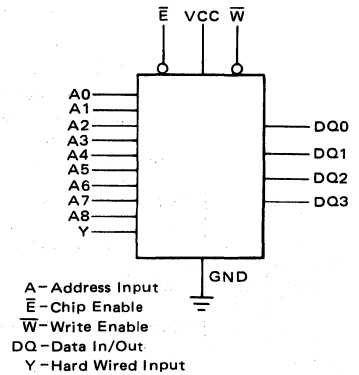 E̅ VCC W̅
A0
A1
A2
A3
A4
A5
A6
A7
A8
Y
DQ0
DQ1
DQ2
DQ3
GND
A–Address Input
E̅–Chip Enable
W̅–Write Enable
DQ–Data In/Out
Y–Hard Wired Input